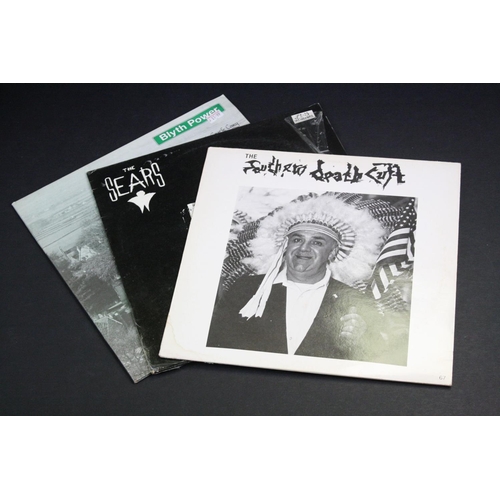 Blyth Power
THE
SEARS
THE
Southern Death Cult